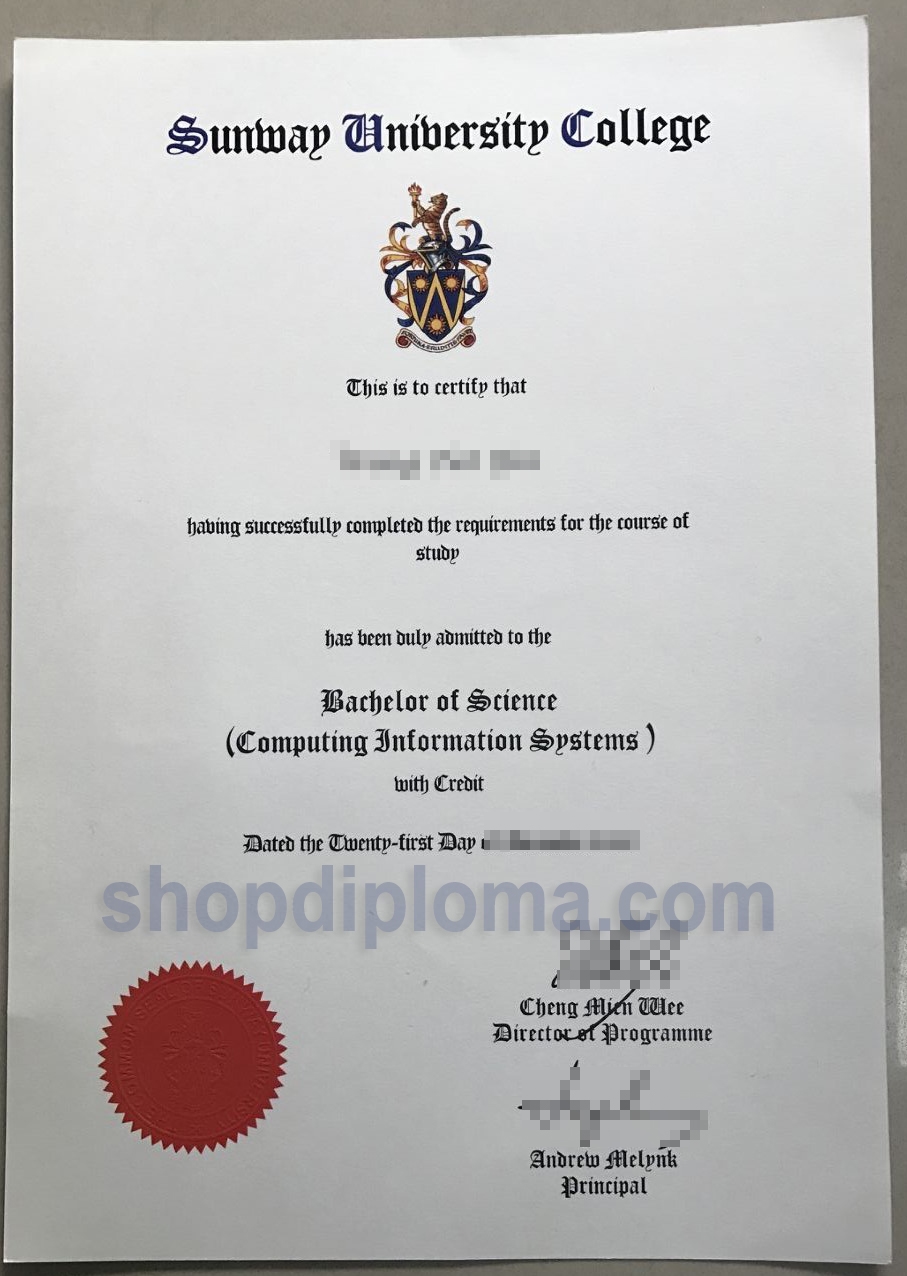 Sunway University College
This is to certify that
having successfully completed the requirements for the course of
study
has been duly admitted to the
Bachelor of Science
(Computing Information Systems )
with Credit
Dated the Twenty-first Day
shopdiploma.com
Cheng Mien Wee
Director of Programme
Andrew Melynk
Principal